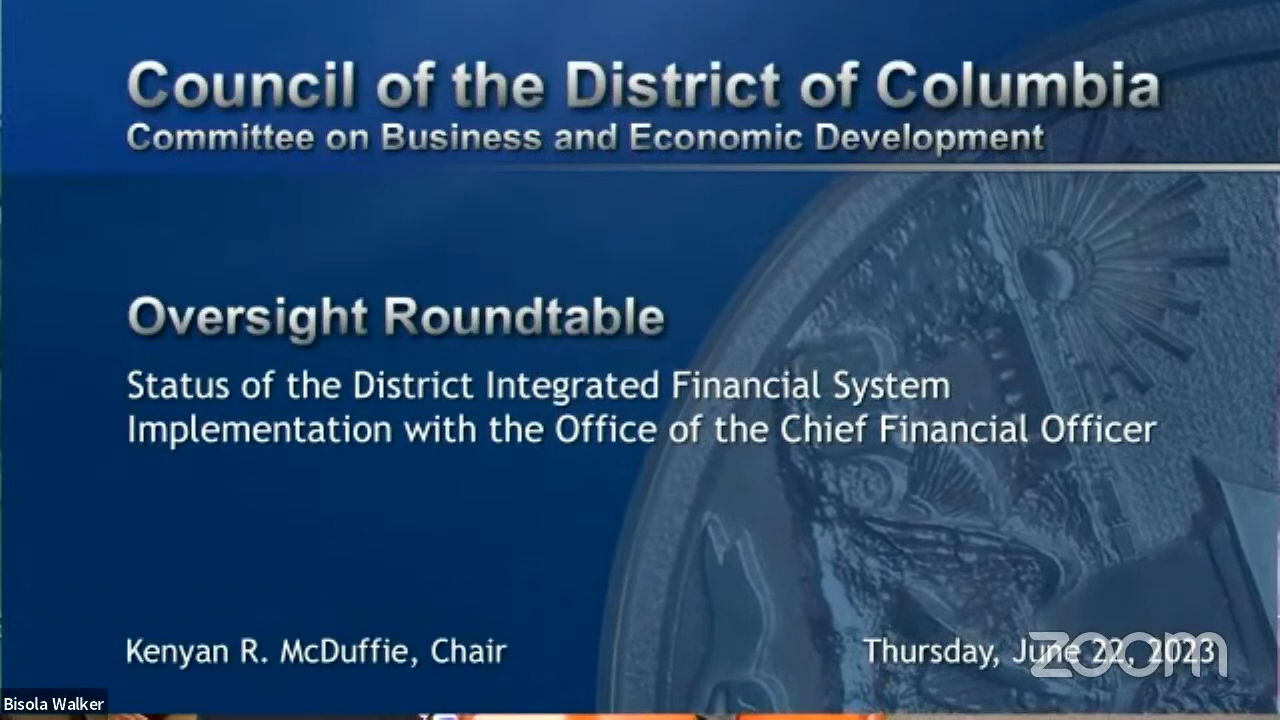 Council of the District of Columbia
Committee on Business and Economic Development
Oversight Roundtable
Status of the District Integrated Financial System
Implementation with the Office of the Chief Financial Officer
Kenyan R. McDuffie, Chair
Thursday, June 22, 2023
zoom
Bisola Walker